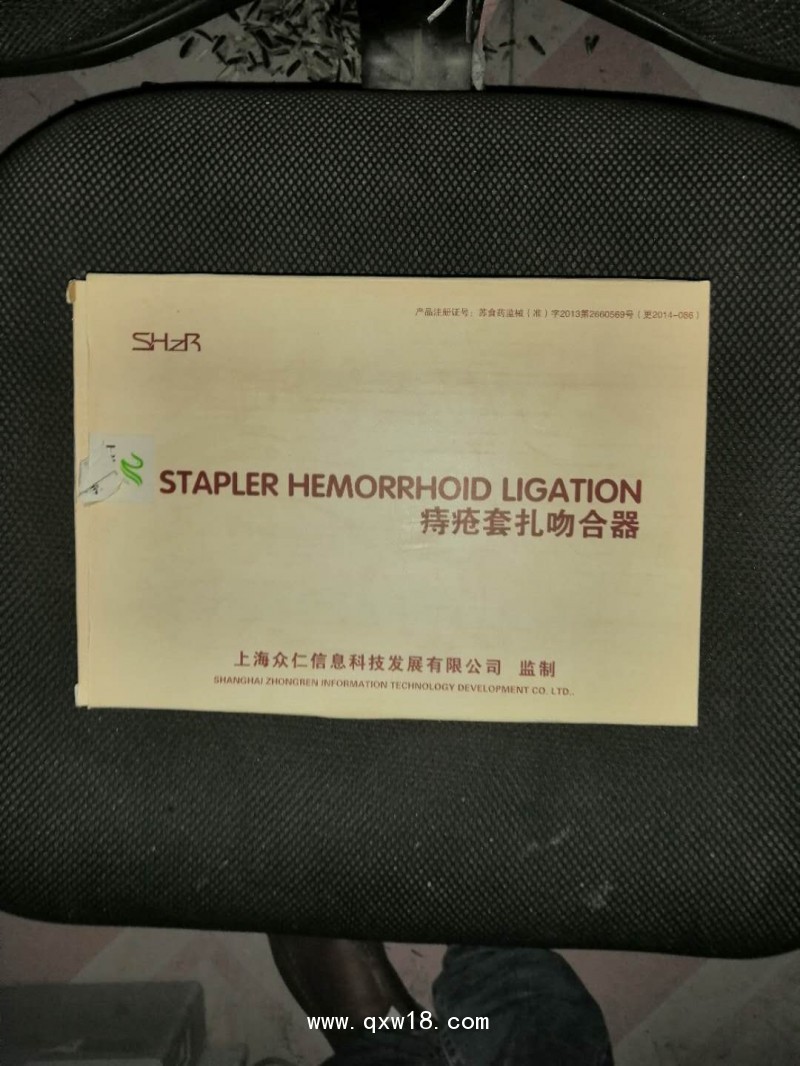 产品注册证号：苏食药监械（准）字2013第2660569号（更2014-086）
SHZR
STAPLER HEMORRHOID LIGATION
痔疮套扎吻合器
上海众仁信息科技发展有限公司 监制
SHANGHAI ZHONGREN INFORMATION TECHNOLOGY DEVELOPMENT CO. LTD..
www.qxw18.com